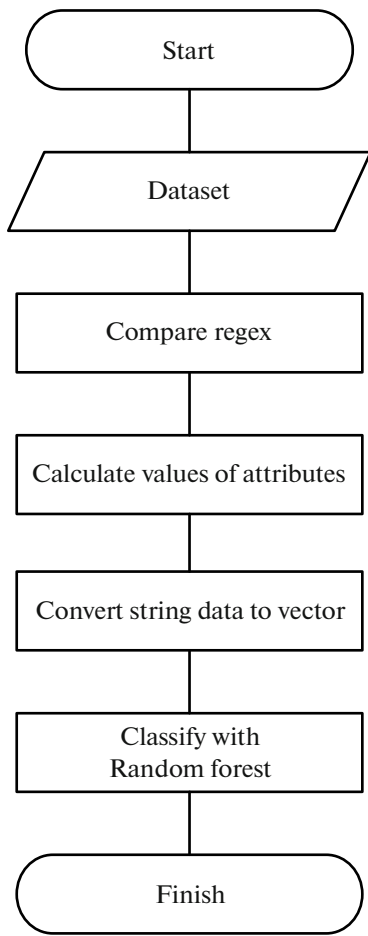 Start
Dataset
Compare regex
Calculate values of attributes
Convert string data to vector
Classify with
Random forest
Finish